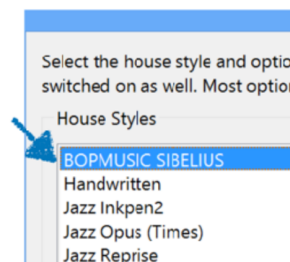 Select the house style and optio
switched on as well. Most option
House Styles
BOPMUSIC SIBELIUS
Handwritten
Jazz Inkpen2
Jazz Opus (Times)
Jazz Reprise